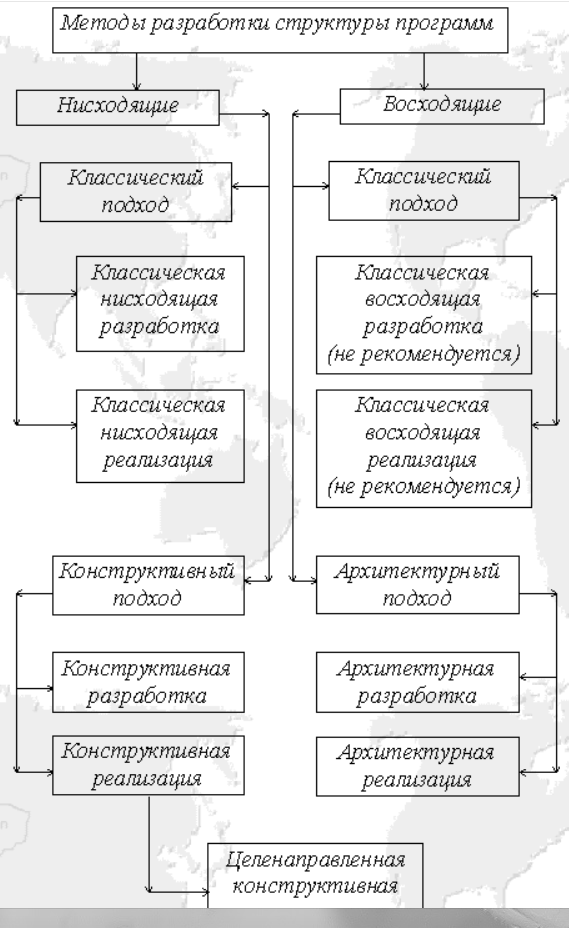 Методы разработки структуры программ
Нисходящие
Восходящие
Классический
подход
Классический
подход
Классическая
нисходящая
разработка
Классическая
восходящая
разработка
(не рекомендуется)
Классическая
нисходящая
реализация
Классическая
восходящая
реализация
(не рекомендуется)
Конструктивный
подход
Архитектурный
подход
Конструктивная
разработка
Архитектурная
разработка
Конструктивная
реализация
Архитектурная
реализация
Целенаправленная
конструктивная